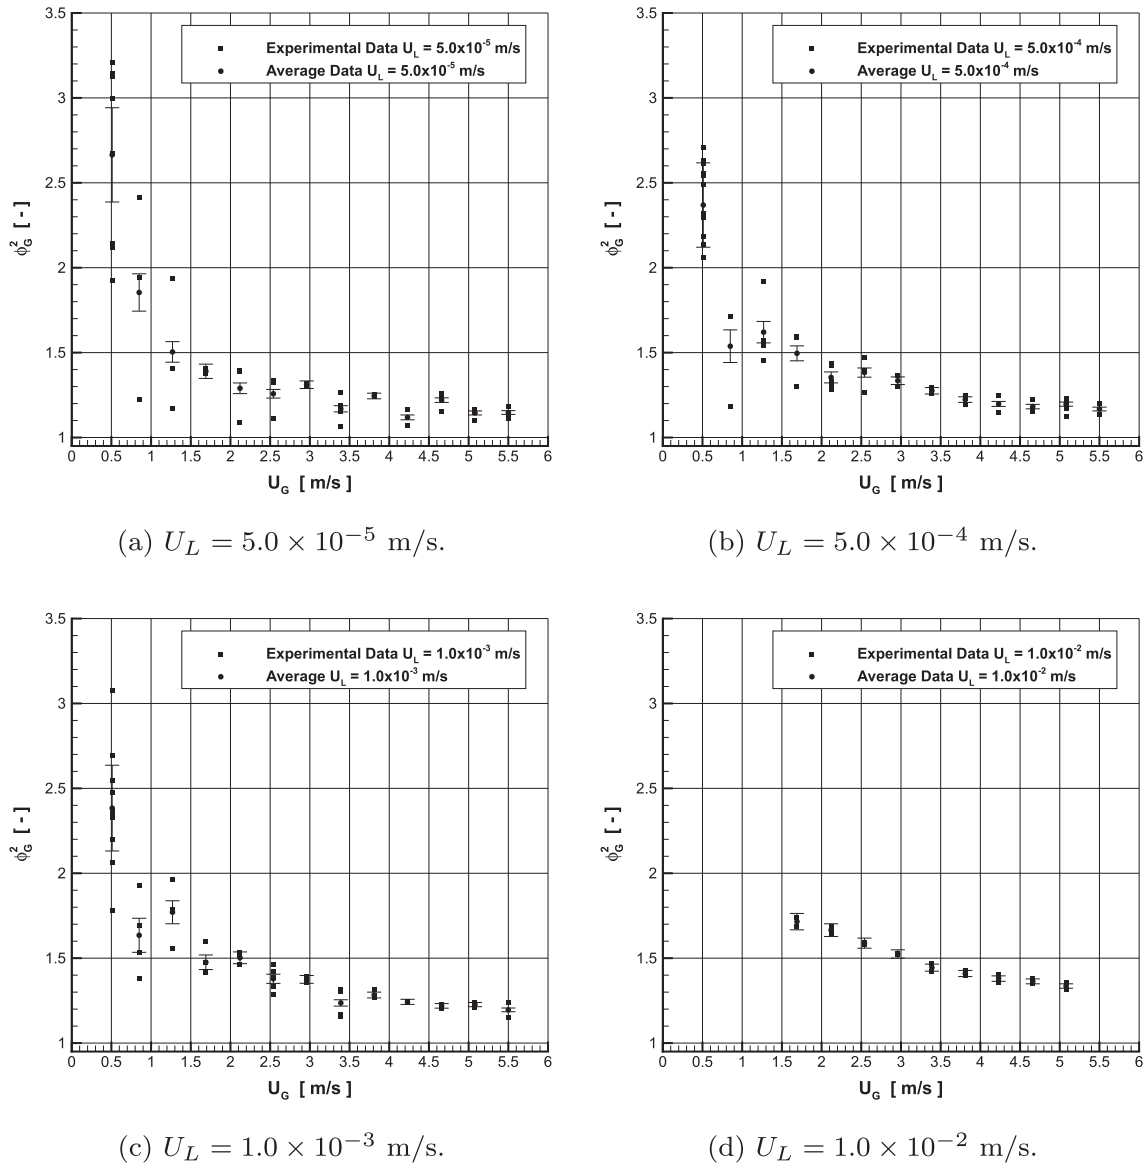 3.5
3
2.5
2
1.5
1
ϕ²_G [ - ]
Experimental Data U_L = 5.0x10⁻⁵ m/s
Average Data U_L = 5.0x10⁻⁵ m/s
0 0.5 1 1.5 2 2.5 3 3.5 4 4.5 5 5.5 6
U_G [ m/s ]
(a) U_L = 5.0 × 10⁻⁵ m/s.
3.5
3
2.5
2
1.5
1
ϕ²_G [ - ]
Experimental Data U_L = 5.0x10⁻⁴ m/s
Average U_L = 5.0x10⁻⁴ m/s
0 0.5 1 1.5 2 2.5 3 3.5 4 4.5 5 5.5 6
U_G [ m/s ]
(b) U_L = 5.0 × 10⁻⁴ m/s.
3.5
3
2.5
2
1.5
1
ϕ²_G [ - ]
Experimental Data U_L = 1.0x10⁻³ m/s
Average U_L = 1.0x10⁻³ m/s
0 0.5 1 1.5 2 2.5 3 3.5 4 4.5 5 5.5 6
U_G [ m/s ]
(c) U_L = 1.0 × 10⁻³ m/s.
3.5
3
2.5
2
1.5
1
ϕ²_G [ - ]
Experimental Data U_L = 1.0x10⁻² m/s
Average Data U_L = 1.0x10⁻² m/s
0 0.5 1 1.5 2 2.5 3 3.5 4 4.5 5 5.5 6
U_G [ m/s ]
(d) U_L = 1.0 × 10⁻² m/s.